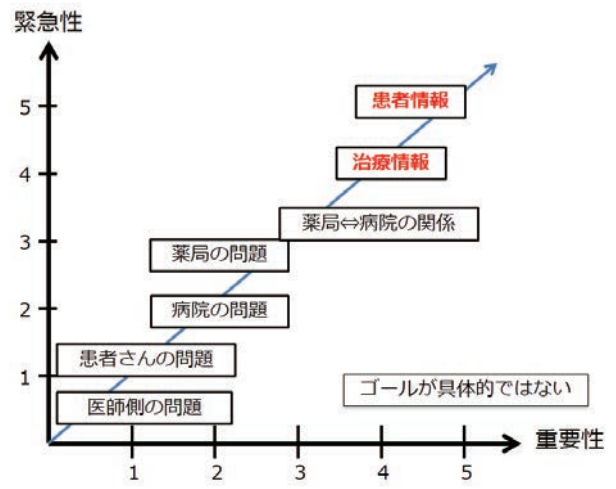 緊急性
5
患者情報
4
治療情報
薬局⇔病院の関係
3
薬局の問題
2
病院の問題
患者さんの問題
1
ゴールが具体的ではない
医師側の問題
重要性
1 2 3 4 5